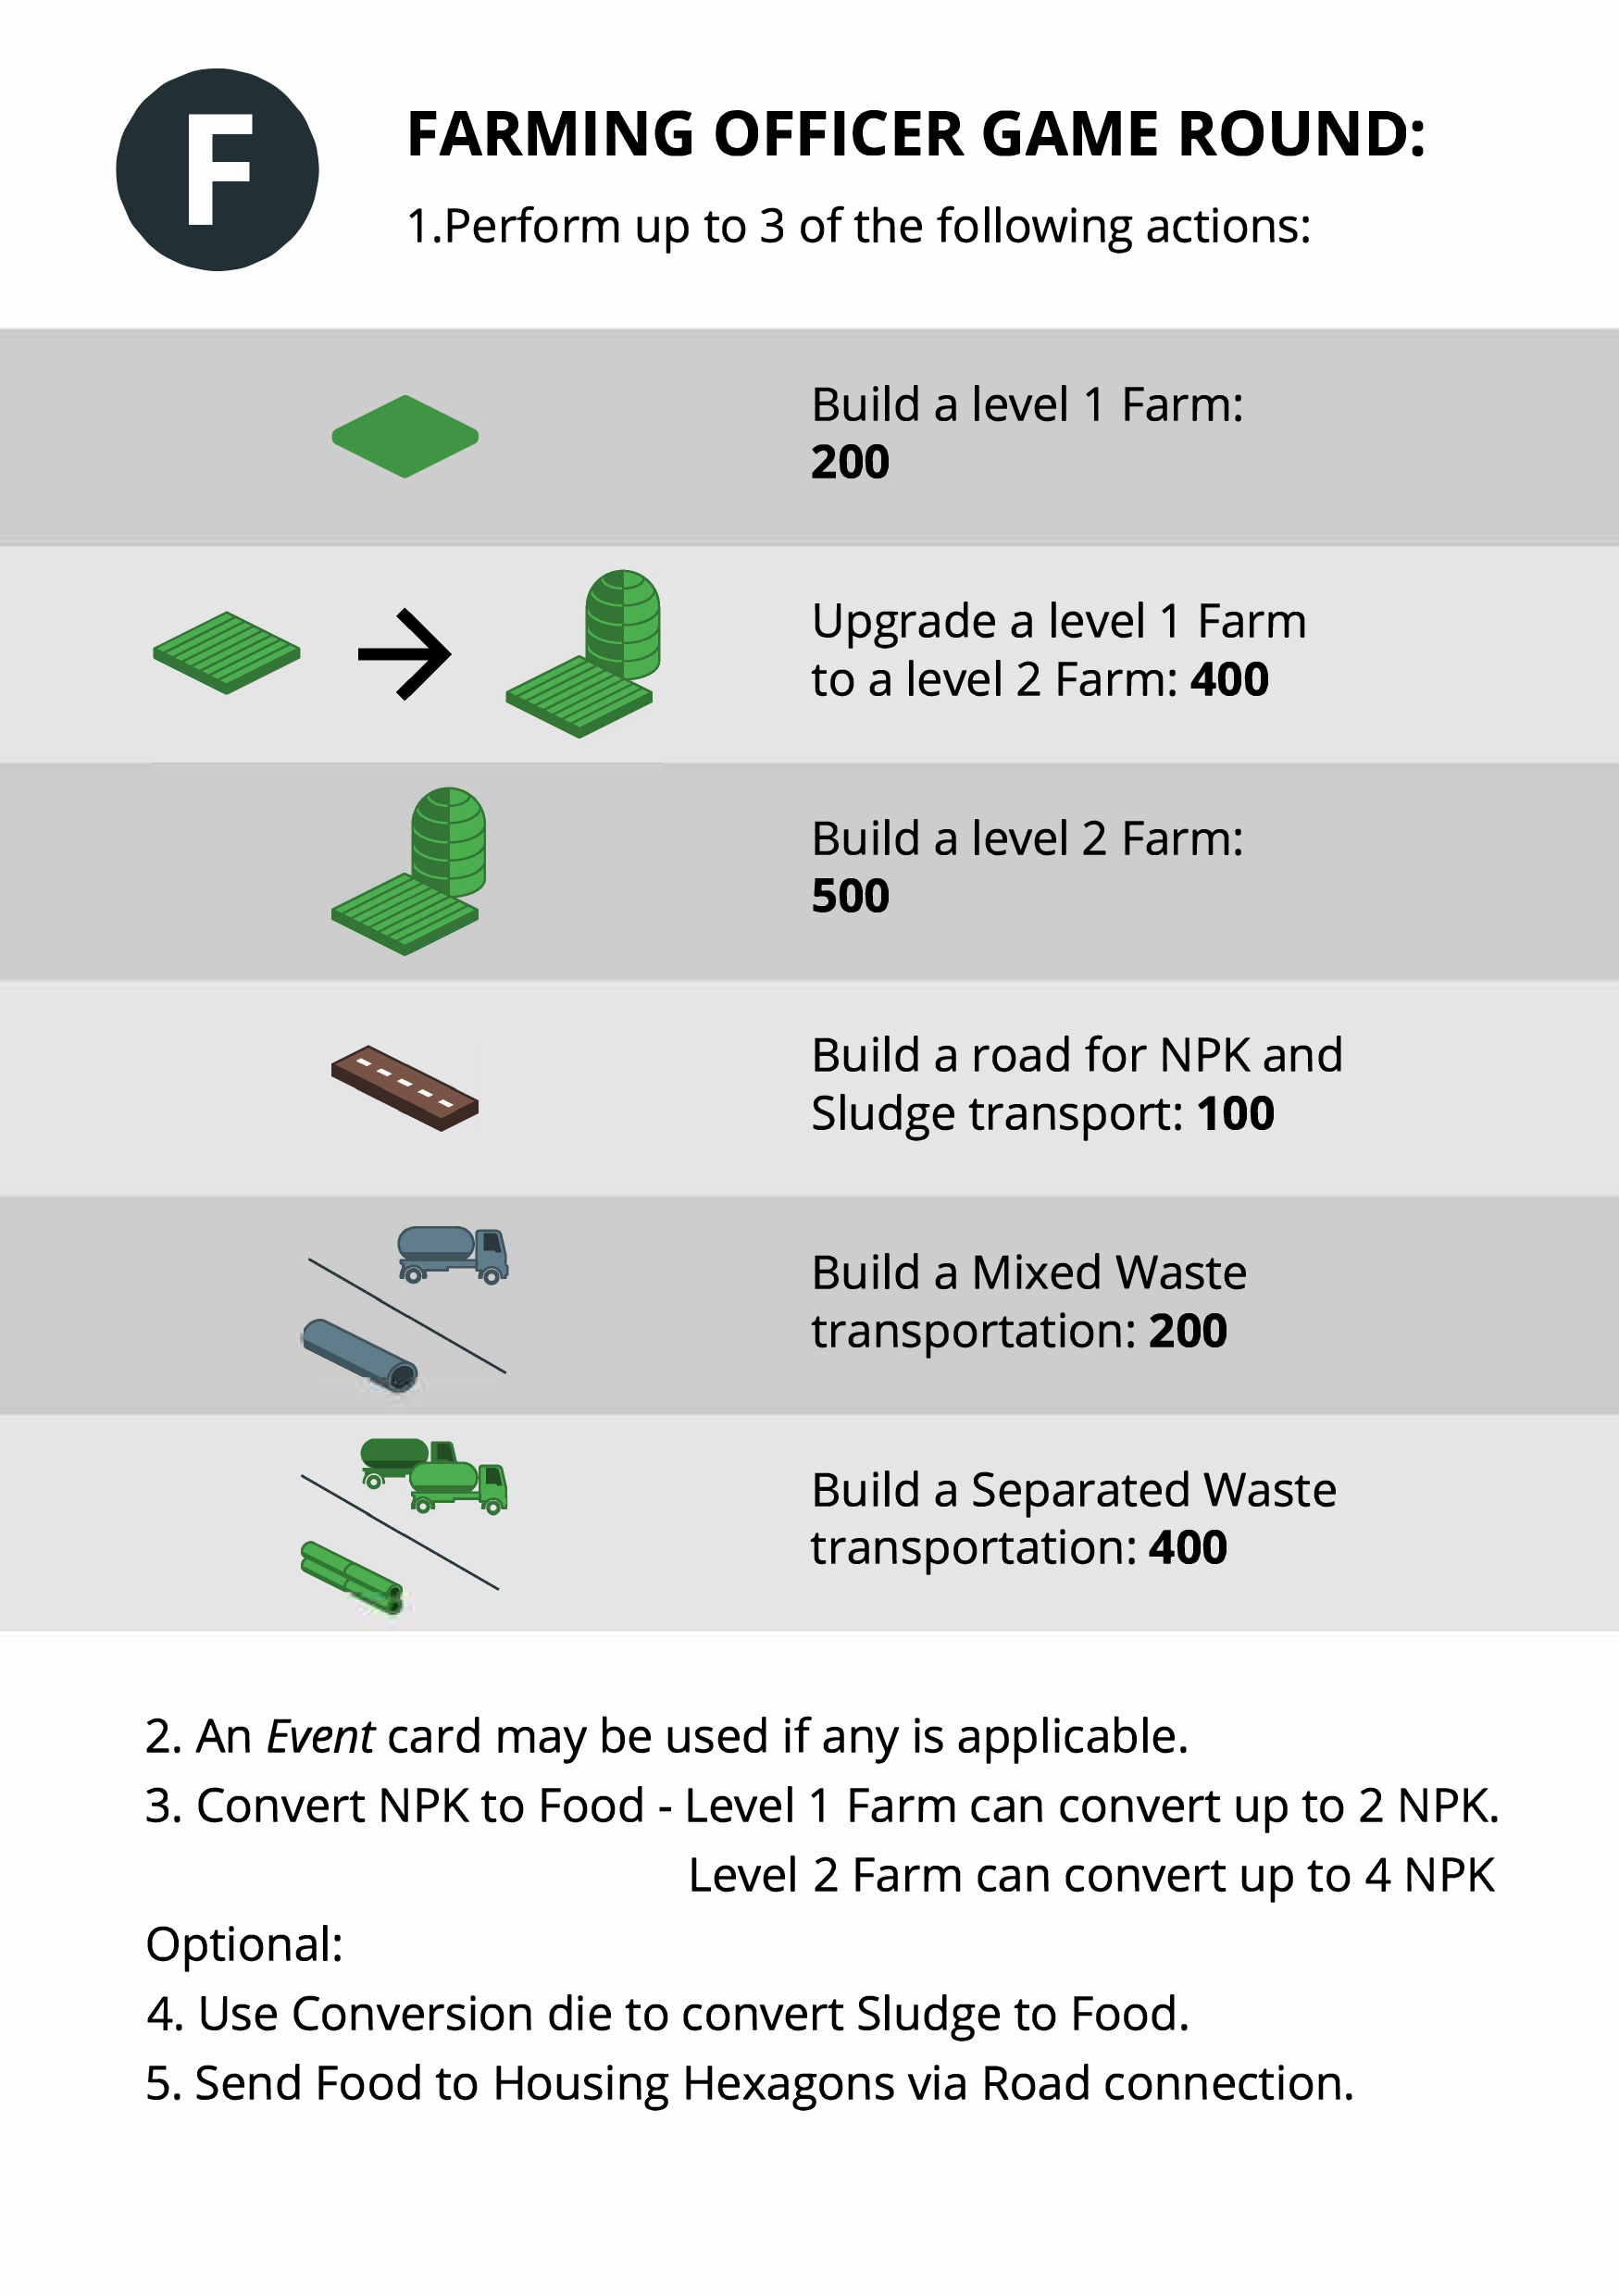 F
FARMING OFFICER GAME ROUND:
1.Perform up to 3 of the following actions:
Build a level 1 Farm:
200
Upgrade a level 1 Farm
to a level 2 Farm: 400
Build a level 2 Farm:
500
Build a road for NPK and
Sludge transport: 100
Build a Mixed Waste
transportation: 200
Build a Separated Waste
transportation: 400
2. An Event card may be used if any is applicable.
3. Convert NPK to Food - Level 1 Farm can convert up to 2 NPK.
Level 2 Farm can convert up to 4 NPK
Optional:
4. Use Conversion die to convert Sludge to Food.
5. Send Food to Housing Hexagons via Road connection.